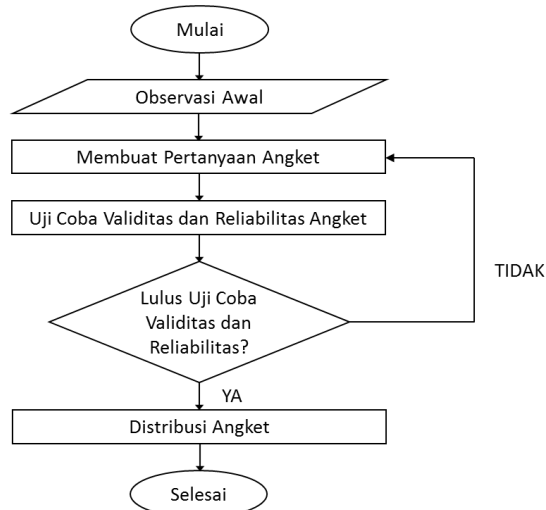 Mulai
Observasi Awal
Membuat Pertanyaan Angket
Uji Coba Validitas dan Reliabilitas Angket
Lulus Uji Coba
Validitas dan
Reliabilitas?
TIDAK
YA
Distribusi Angket
Selesai